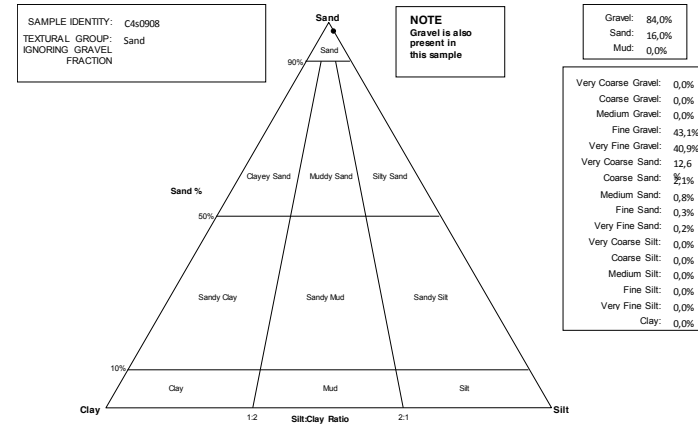 SAMPLE IDENTITY: C4s0908
TEXTURAL GROUP: Sand
IGNORING GRAVEL
FRACTION
Sand
NOTE
Gravel is also
present in
this sample
Gravel: 84,0%
Sand: 16,0%
Mud: 0,0%
Sand
90%
Clayey Sand Muddy Sand Silty Sand
Sand %
50%
Sandy Clay Sandy Mud Sandy Silt
10%
Clay Mud Silt
Clay Silt
1:2 Silt:Clay Ratio 2:1
Very Coarse Gravel: 0,0%
Coarse Gravel: 0,0%
Medium Gravel: 0,0%
Fine Gravel: 43,1%
Very Fine Gravel: 40,9%
Very Coarse Sand: 12,6
%
Coarse Sand: 2,1%
Medium Sand: 0,8%
Fine Sand: 0,3%
Very Fine Sand: 0,2%
Very Coarse Silt: 0,0%
Coarse Silt: 0,0%
Medium Silt: 0,0%
Fine Silt: 0,0%
Very Fine Silt: 0,0%
Clay: 0,0%